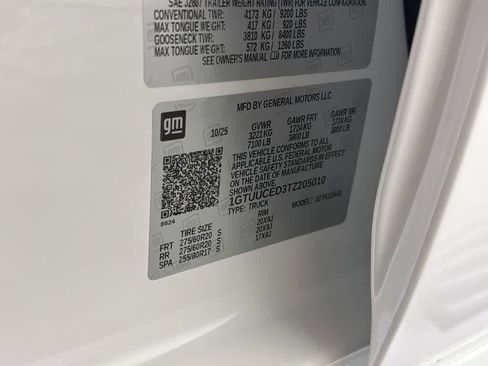 SAE J2807 TRAILER WEIGHT RATING (TWR) FOR VEHICLE CONFIGURATION
CONVENTIONAL TWR: 4173 KG / 9200 LBS
MAX TONGUE WT: 417 KG / 920 LBS
GOOSENECK TWR: 3810 KG / 8400 LBS
MAX TONGUE WT: 572 KG / 1260 LBS
SEE OWNER'S MANUAL
gm
MFD BY GENERAL MOTORS LLC
10/25 GVWR GAWR FRT GAWR RR
3221 KG 1724 KG 1724 KG
7100 LB 3800 LB 3800 LB
THIS VEHICLE CONFORMS TO ALL
APPLICABLE U.S. FEDERAL MOTOR
VEHICLE SAFETY STANDARDS IN
EFFECT ON THE DATE OF MANUFACTURE
SHOWN ABOVE
1GTUUCED3TZ205010
TYPE: TRUCK MODEL:
8624
TIRE SIZE RIM
FRT 275/60R20 S 20X9J
RR 275/60R20 S 20X9J
SPA 255/80R17 S 17X8J